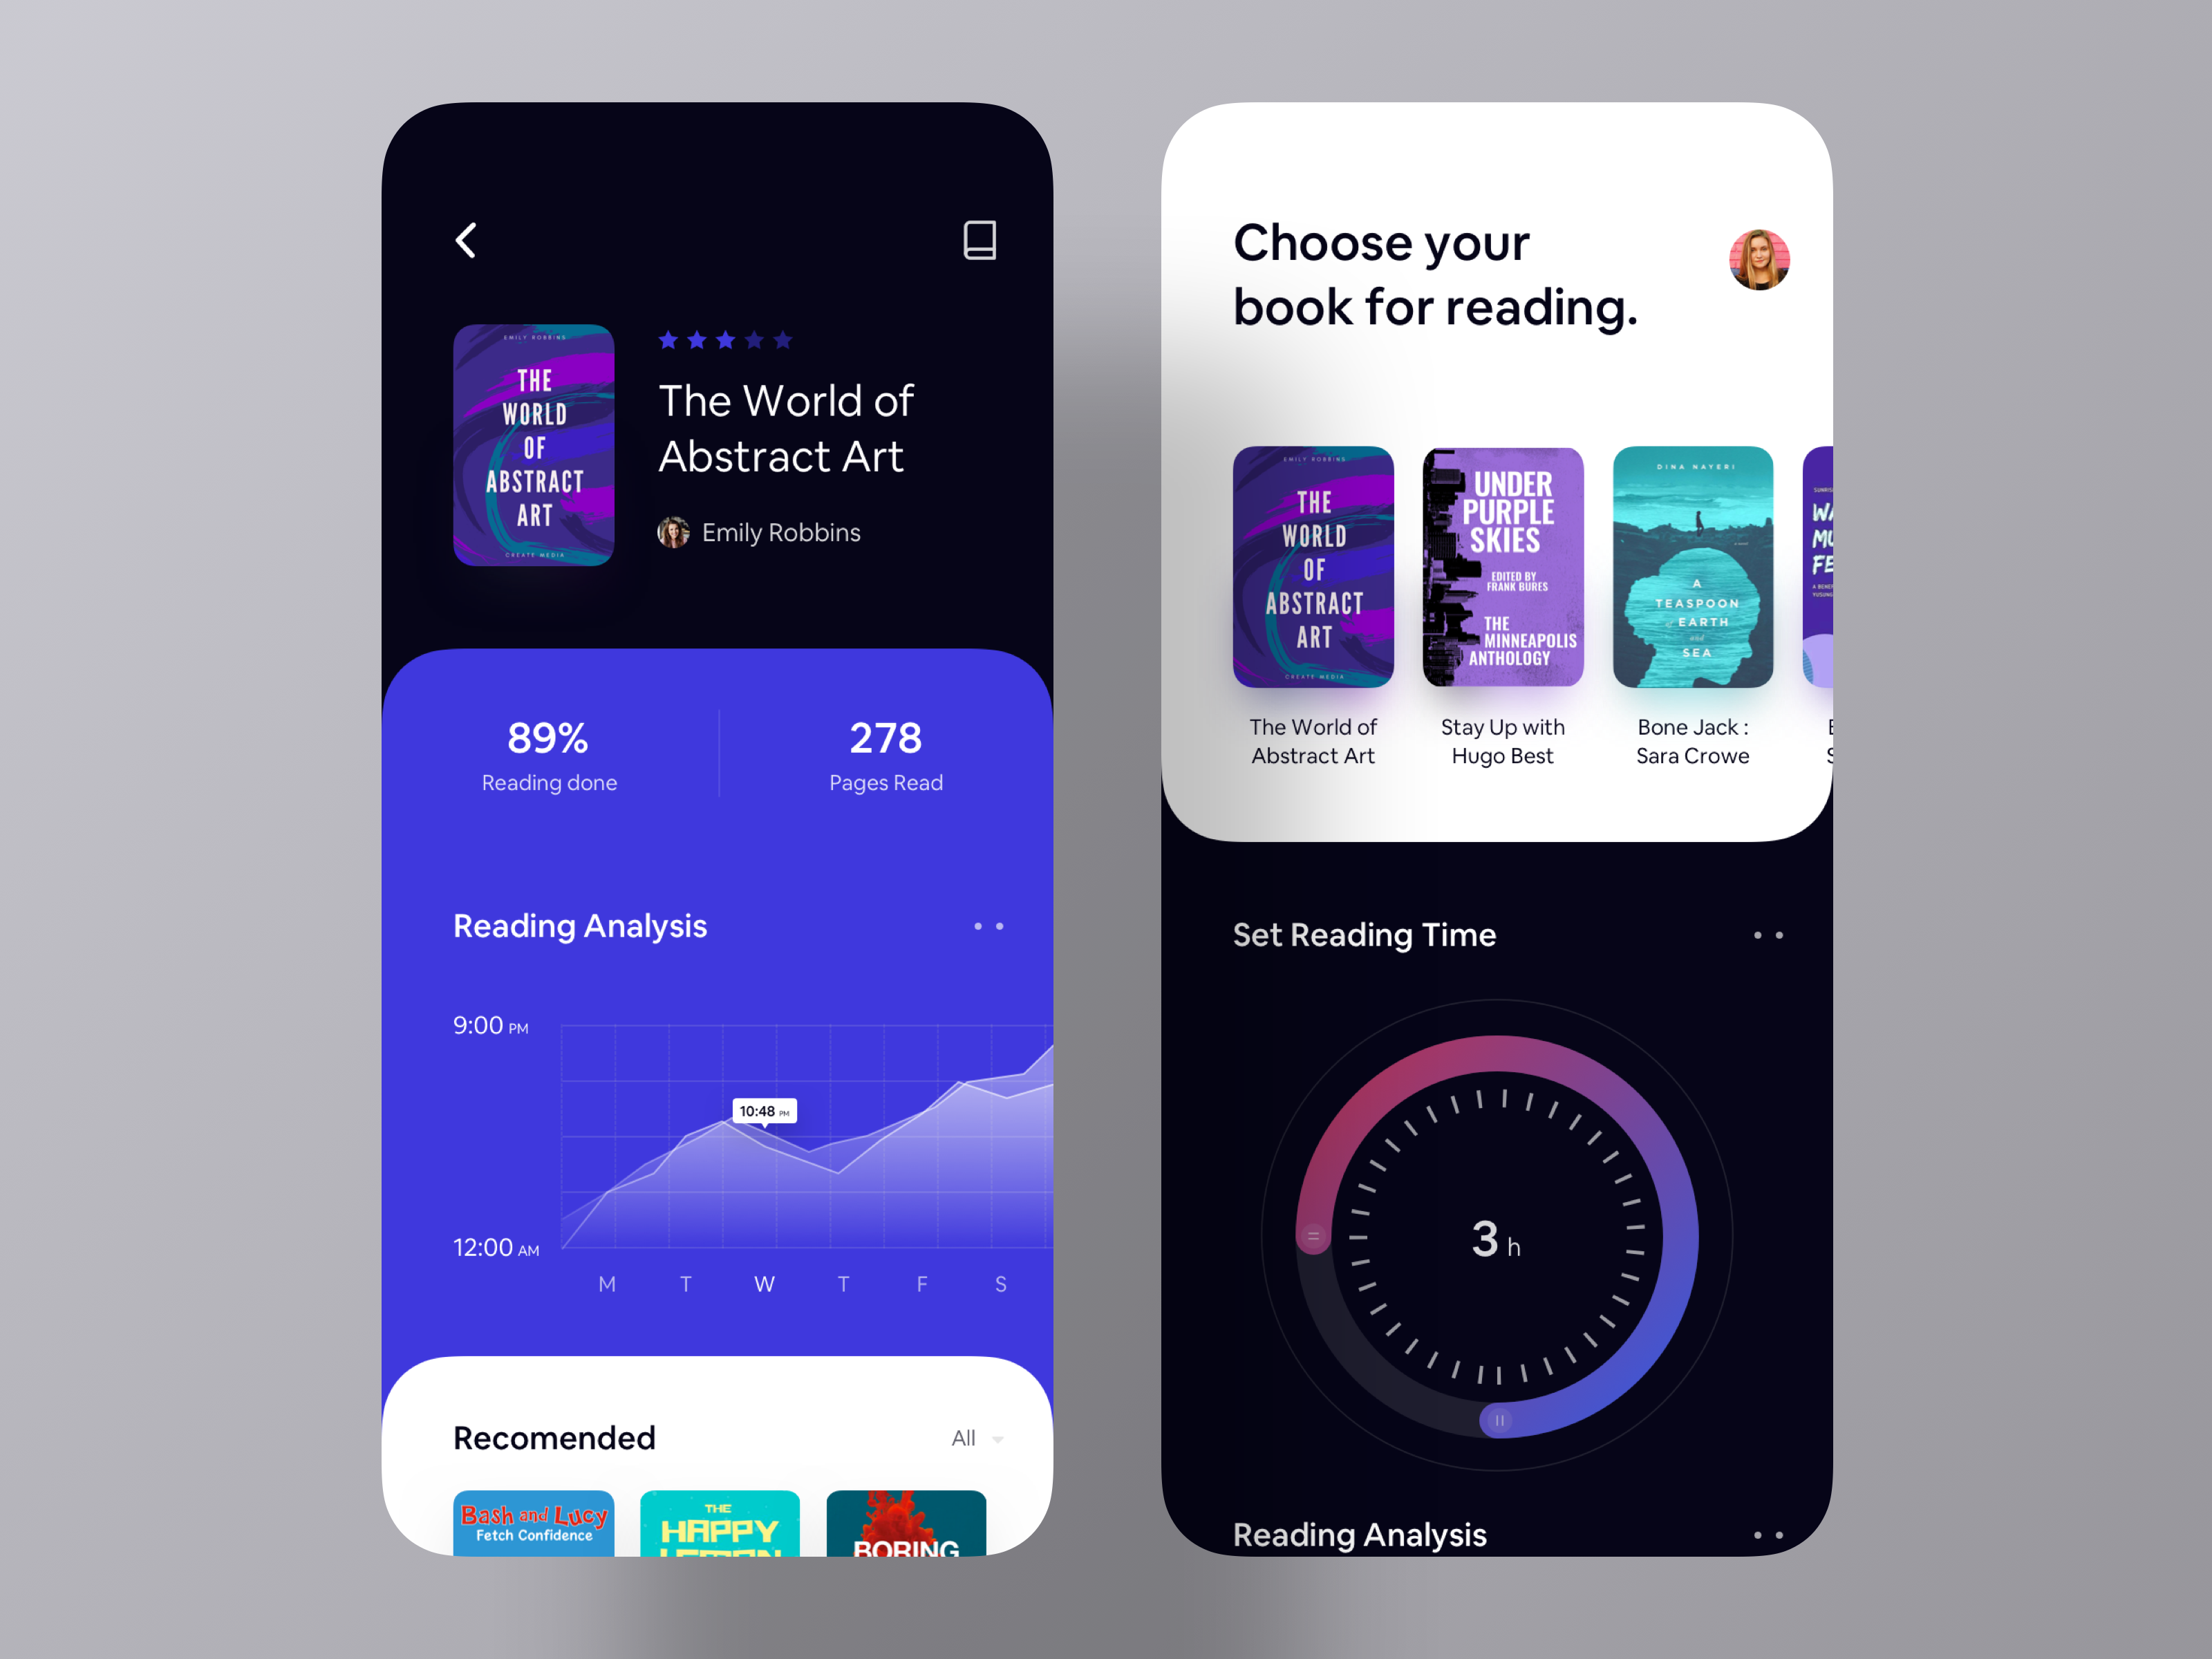 EMILY ROBBINS
THE
WORLD
OF
ABSTRACT
ART
CREATE MEDIA
The World of
Abstract Art
Emily Robbins
89%
Reading done
278
Pages Read
Reading Analysis
9:00 PM
10:48 PM
12:00 AM
M T W T F S
Recomended
All
Bash and Lucy
Fetch Confidence
THE
HAPPY
LEMON
BORING
Choose your
book for reading.
EMILY ROBBINS
THE
WORLD
OF
ABSTRACT
ART
CREATE MEDIA
The World of
Abstract Art
UNDER
PURPLE
SKIES
EDITED BY
FRANK BURES
THE
MINNEAPOLIS
ANTHOLOGY
Stay Up with
Hugo Best
DINA NAYERI
A
TEASPOON
of EARTH
and
SEA
Bone Jack :
Sara Crowe
Set Reading Time
3 h
Reading Analysis